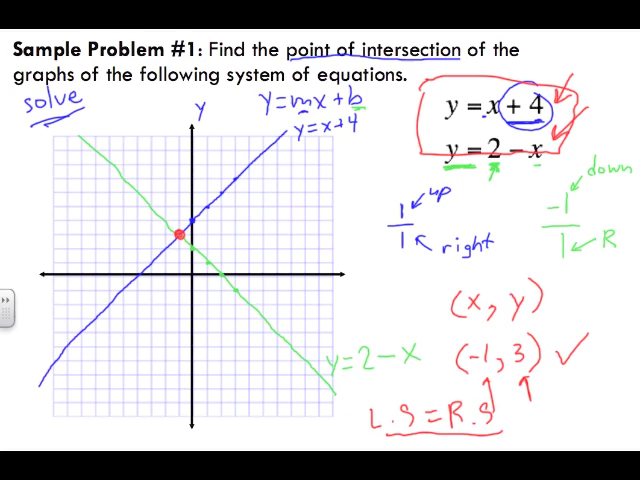 Sample Problem #1: Find the point of intersection of the
graphs of the following system of equations.
solve
y=mx+b
y = x + 4
y
y=x+4
y = 2 − x
down
1
up
-1
1
right
1
R
(x, y)
y=2-x
(-1, 3) ✓
L.S = R.S